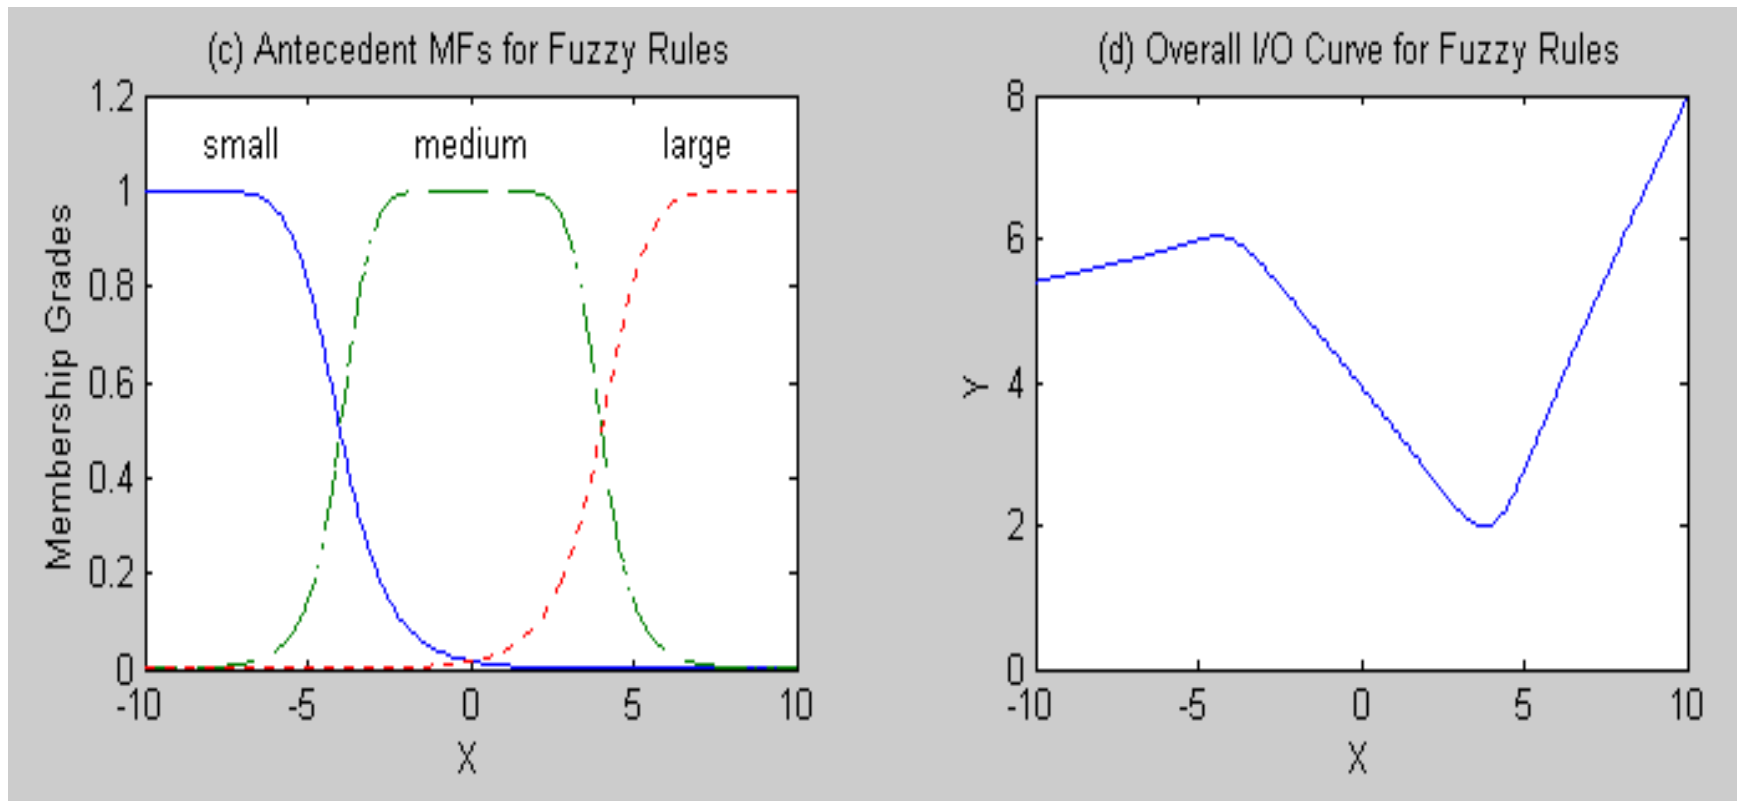 (c) Antecedent MFs for Fuzzy Rules
1.2
small medium large
1
0.8
0.6
0.4
0.2
0
Membership Grades
-10 -5 0 5 10
X
(d) Overall I/O Curve for Fuzzy Rules
8
6
4
2
0
Y
-10 -5 0 5 10
X